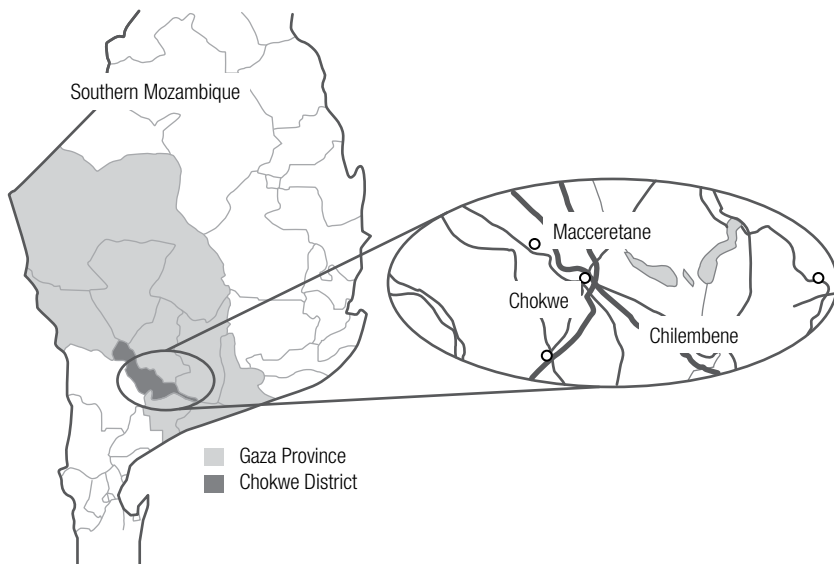 Southern Mozambique
Macceretane
Chokwe
Chilembene
Gaza Province
Chokwe District